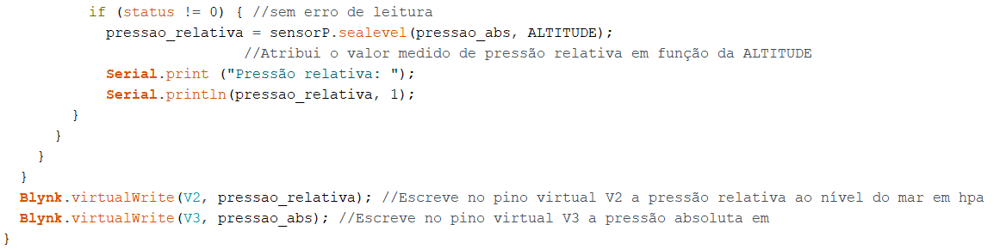 if (status != 0) { //sem erro de leitura
pressao_relativa = sensorP.sealevel(pressao_abs, ALTITUDE);
//Atribui o valor medido de pressão relativa em função da ALTITUDE
Serial.print ("Pressão relativa: ");
Serial.println(pressao_relativa, 1);
}
}
}
}
Blynk.virtualWrite(V2, pressao_relativa); //Escreve no pino virtual V2 a pressão relativa ao nível do mar em hpa
Blynk.virtualWrite(V3, pressao_abs); //Escreve no pino virtual V3 a pressão absoluta em
}